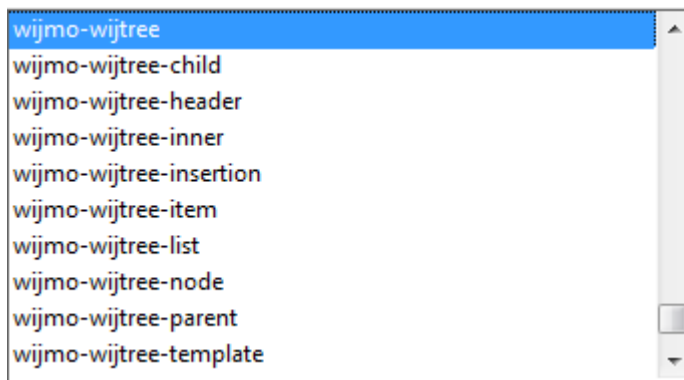 wijmo-wijtree
wijmo-wijtree-child
wijmo-wijtree-header
wijmo-wijtree-inner
wijmo-wijtree-insertion
wijmo-wijtree-item
wijmo-wijtree-list
wijmo-wijtree-node
wijmo-wijtree-parent
wijmo-wijtree-template